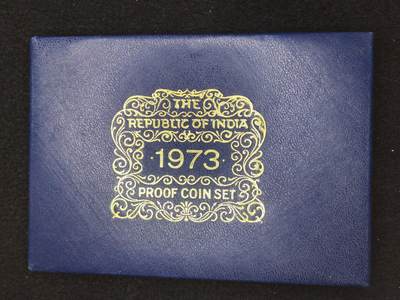 THE
REPUBLIC OF INDIA
·1973·
PROOF COIN SET